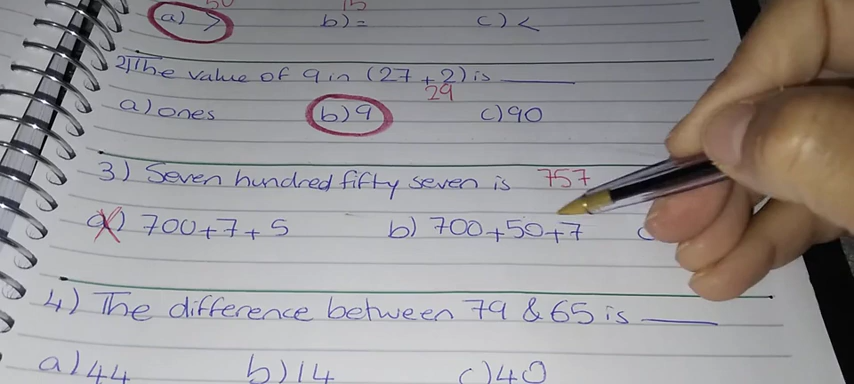 50 15
a) > b) = c) <
2) The value of 9 in (27 + 2) is ____
29
a) ones b) 9 c) 90
3) Seven hundred fifty seven is 757
a) 700+7+5 b) 700+50+7 c
4) The difference between 79 & 65 is ____
a) 44 b) 14 c) 40